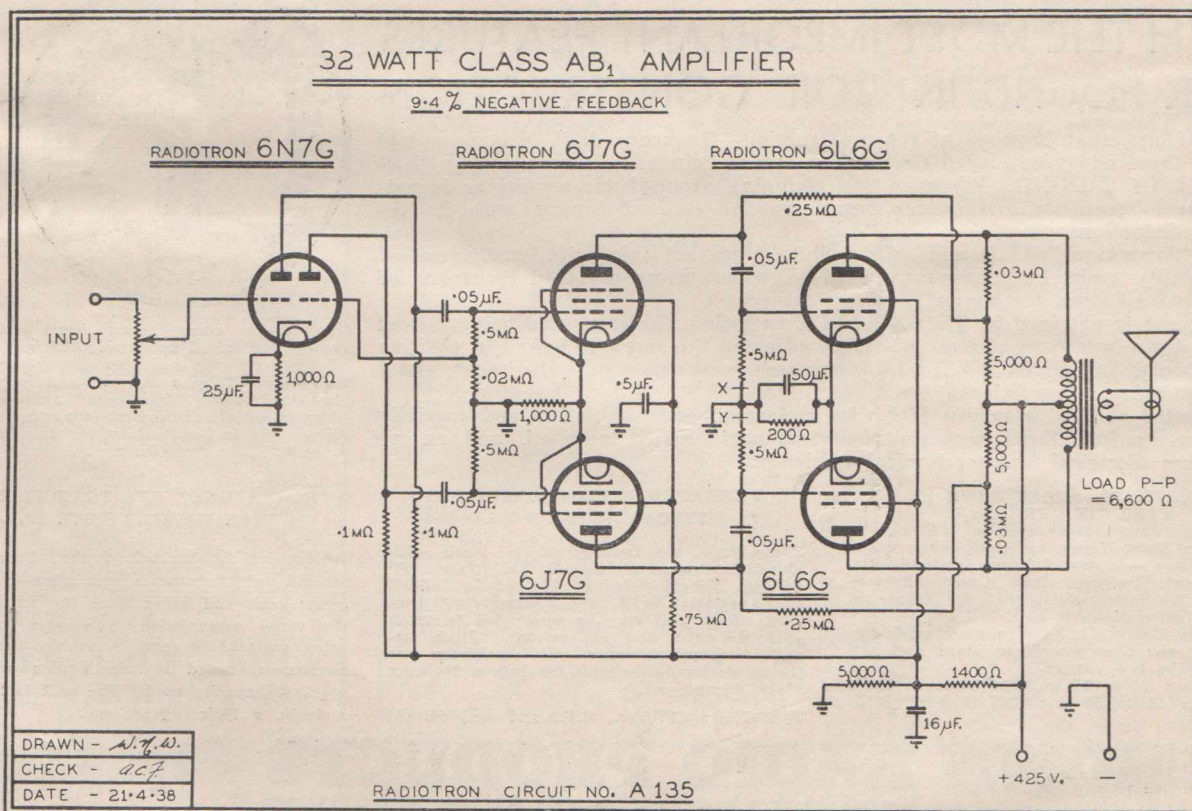 32 WATT CLASS AB₁ AMPLIFIER
9·4 % NEGATIVE FEEDBACK
RADIOTRON 6N7G
RADIOTRON 6J7G
RADIOTRON 6L6G
·25 MΩ
·05 µF.
·03 MΩ
·05 µF.
INPUT
·5 MΩ
·5 MΩ
5,000 Ω
X
50 µF.
·02 MΩ
·5 µF.
25 µF.
1,000 Ω
1,000 Ω
Y
200 Ω
·5 MΩ
·5 MΩ
5,000 Ω
LOAD P-P
= 6,600 Ω
·05 µF.
·1 MΩ
·1 MΩ
·05 µF.
·03 MΩ
6J7G
6L6G
·75 MΩ
·25 MΩ
5,000 Ω
1400 Ω
16 µF.
+ 425 V.
–
DRAWN - W.N.W.
CHECK - acf
DATE - 21·4·38
RADIOTRON CIRCUIT NO. A 135